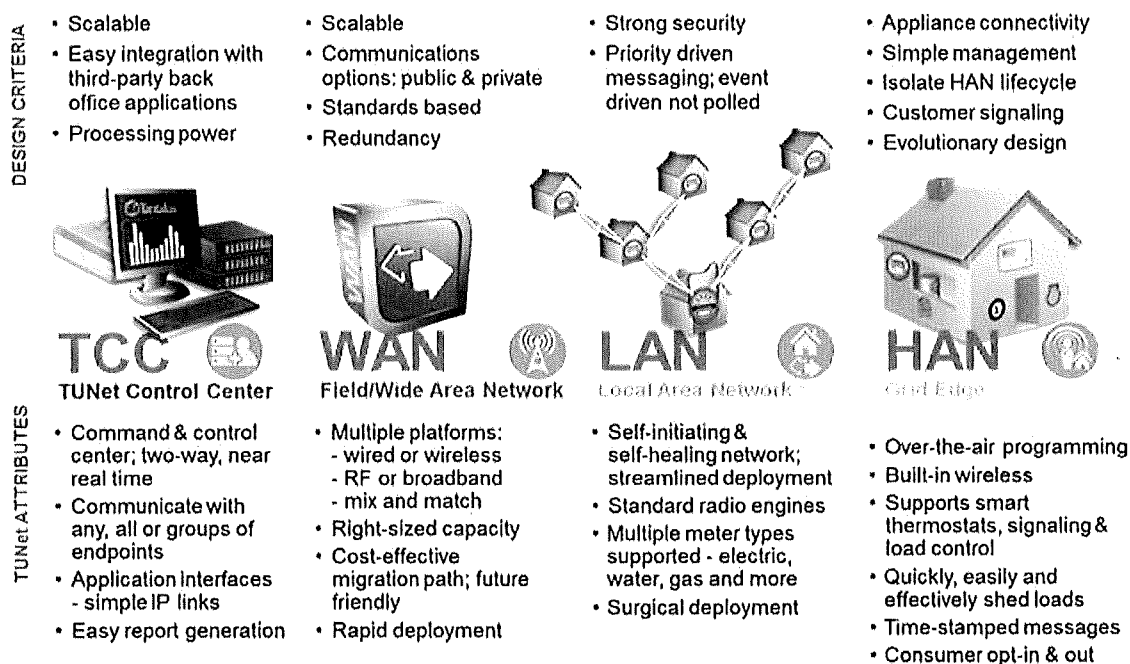 DESIGN CRITERIA
• Scalable
• Easy integration with
third-party back
office applications
• Processing power
• Scalable
• Communications
options: public & private
• Standards based
• Redundancy
• Strong security
• Priority driven
messaging; event
driven not polled
• Appliance connectivity
• Simple management
• Isolate HAN lifecycle
• Customer signaling
• Evolutionary design
TCC
TUNet Control Center
WAN
Field/Wide Area Network
LAN
Local Area Network
HAN
Grid Edge
TUNet ATTRIBUTES
• Command & control
center; two-way, near
real time
• Communicate with
any, all or groups of
endpoints
• Application Interfaces
- simple IP links
• Easy report generation
• Multiple platforms:
- wired or wireless
- RF or broadband
- mix and match
• Right-sized capacity
• Cost-effective
migration path; future
friendly
• Rapid deployment
• Self-initiating &
self-healing network;
streamlined deployment
• Standard radio engines
• Multiple meter types
supported - electric,
water, gas and more
• Surgical deployment
• Over-the-air programming
• Built-in wireless
• Supports smart
thermostats, signaling &
load control
• Quickly, easily and
effectively shed loads
• Time-stamped messages
• Consumer opt-in & out